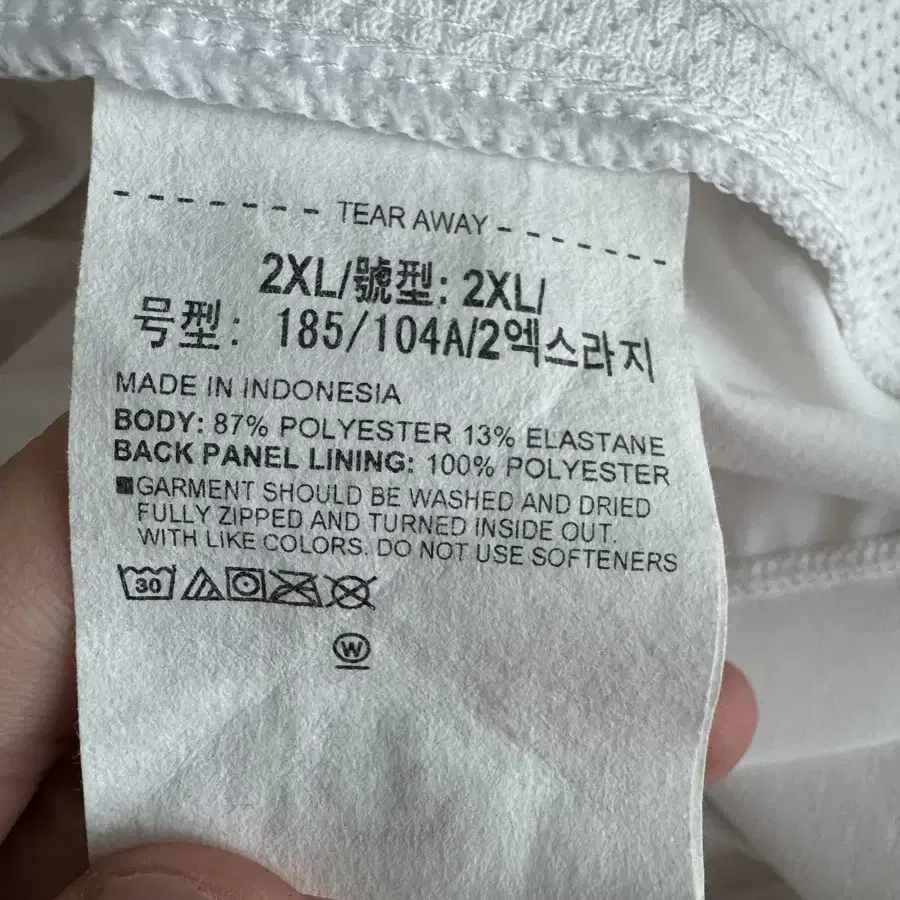 TEAR AWAY
2XL/號型: 2XL/
号型: 185/104A/2엑스라지
MADE IN INDONESIA
BODY: 87% POLYESTER 13% ELASTANE
BACK PANEL LINING: 100% POLYESTER
■GARMENT SHOULD BE WASHED AND DRIED
FULLY ZIPPED AND TURNED INSIDE OUT.
WITH LIKE COLORS. DO NOT USE SOFTENERS
30
W